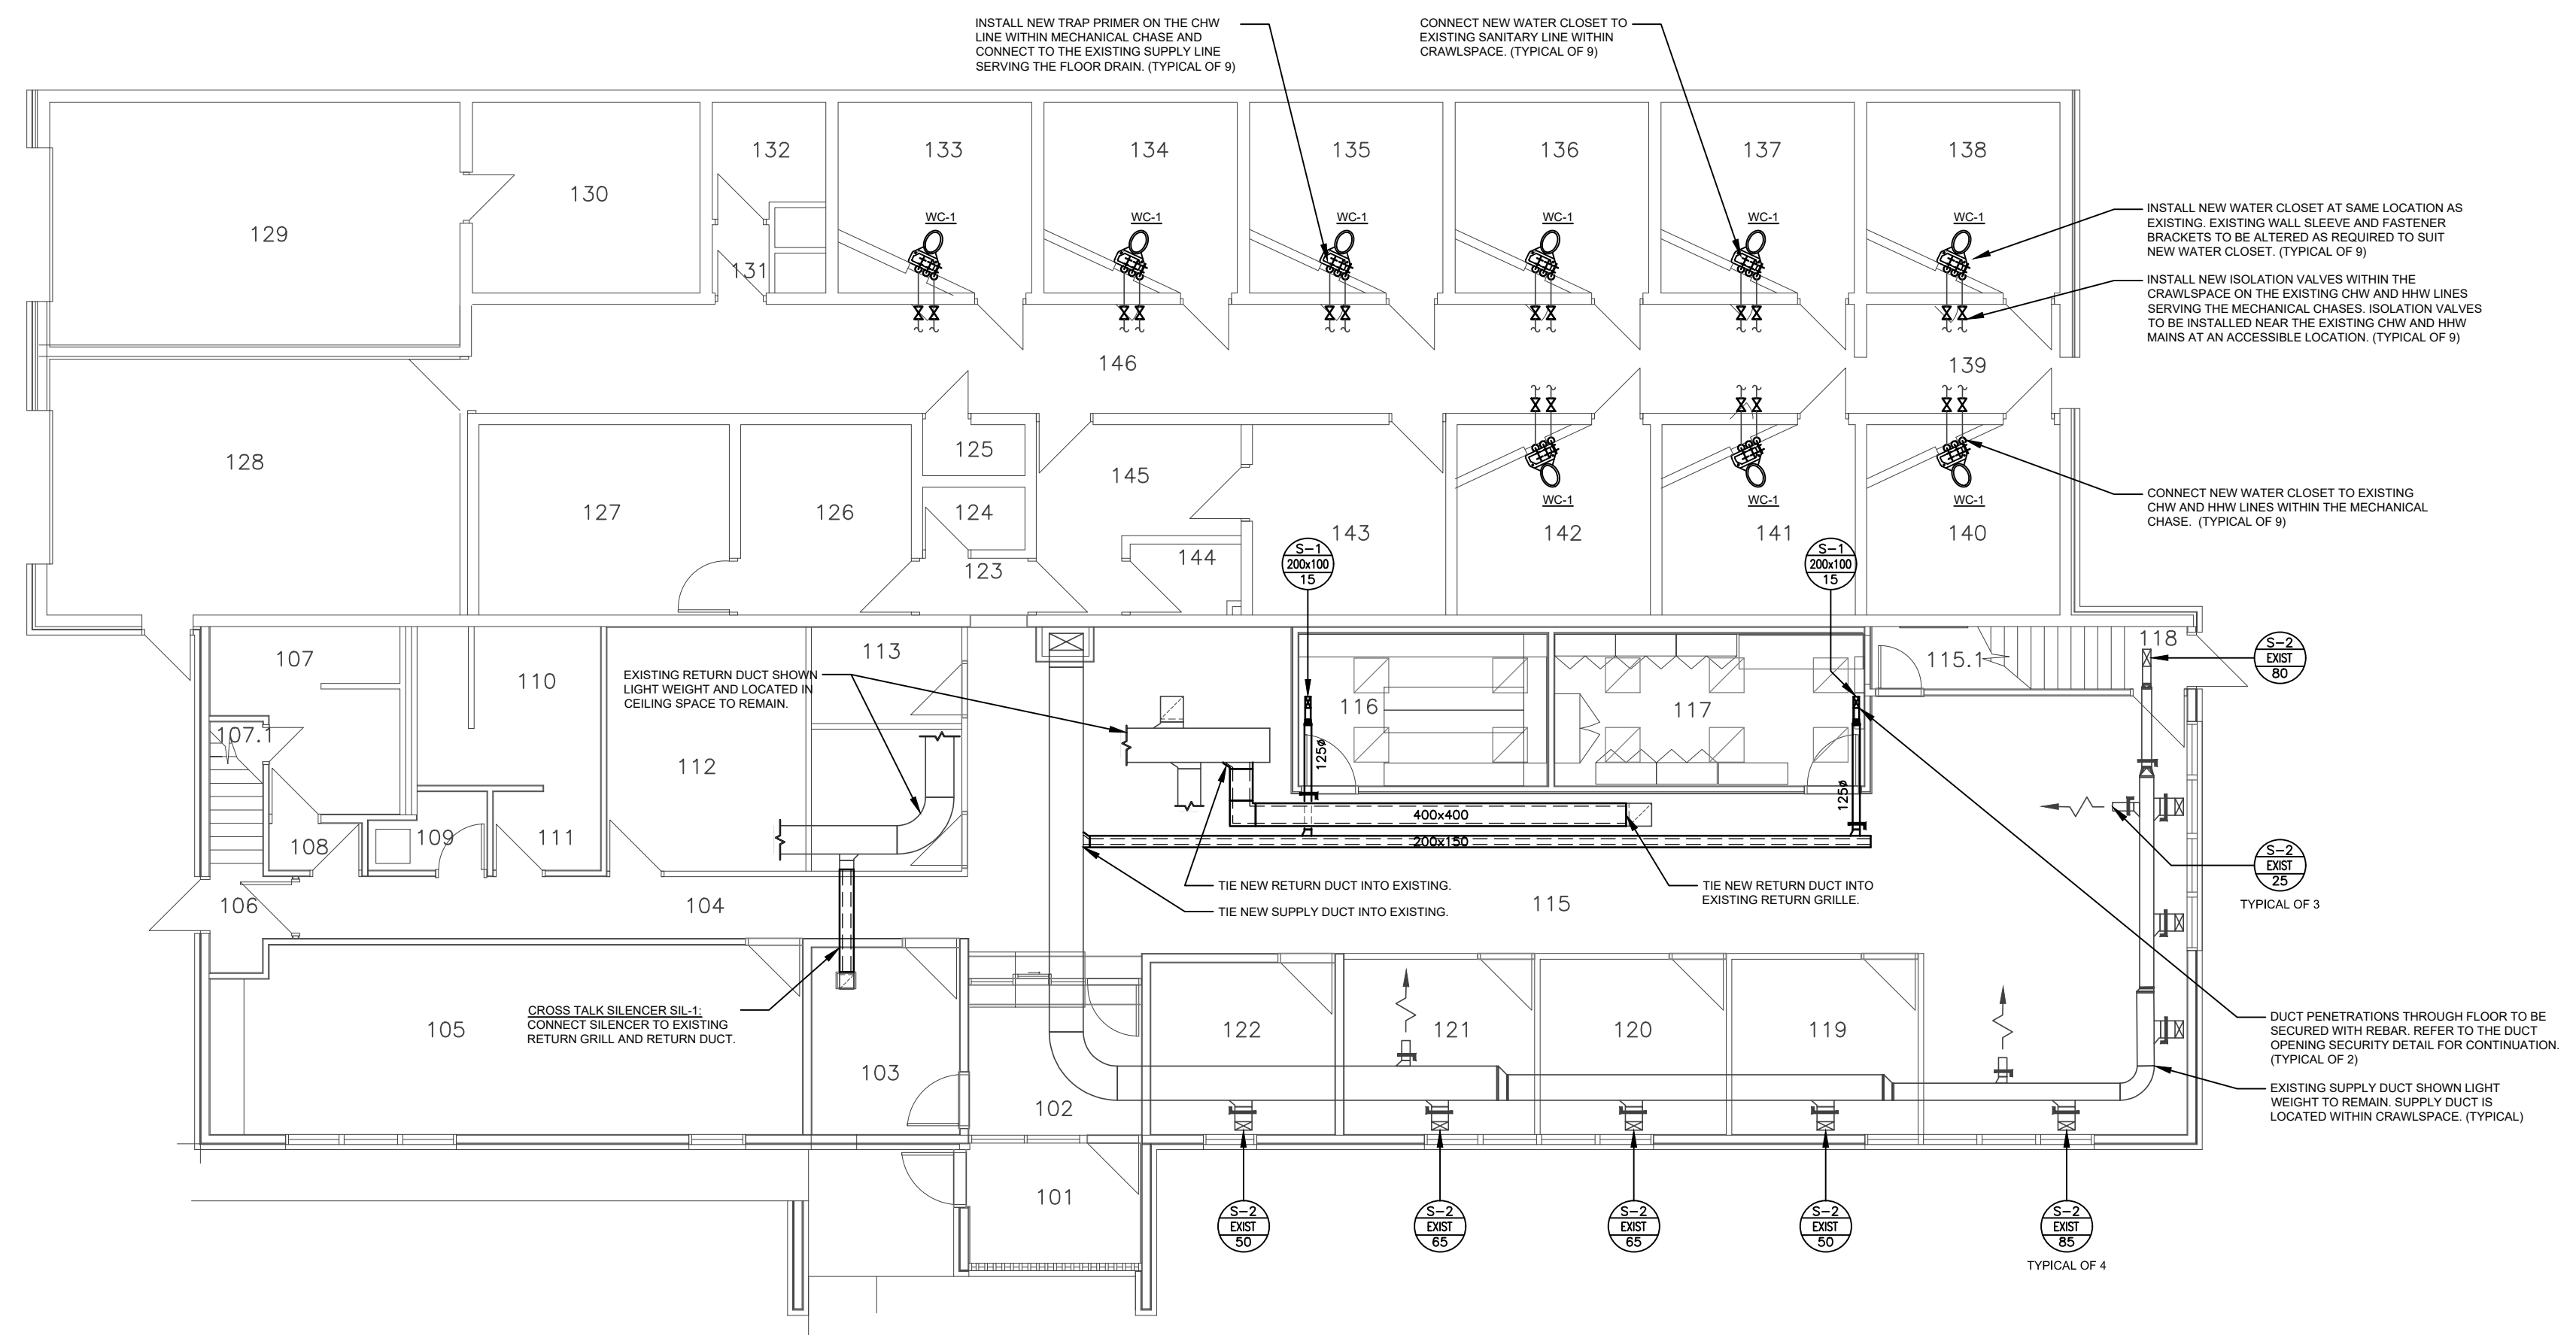 INSTALL NEW TRAP PRIMER ON THE CHW
LINE WITHIN MECHANICAL CHASE AND
CONNECT TO THE EXISTING SUPPLY LINE
SERVING THE FLOOR DRAIN. (TYPICAL OF 9)
CONNECT NEW WATER CLOSET TO
EXISTING SANITARY LINE WITHIN
CRAWLSPACE. (TYPICAL OF 9)
129
130
132
131
133
134
135
136
137
138
WC-1
WC-1
WC-1
WC-1
WC-1
WC-1
INSTALL NEW WATER CLOSET AT SAME LOCATION AS
EXISTING. EXISTING WALL SLEEVE AND FASTENER
BRACKETS TO BE ALTERED AS REQUIRED TO SUIT
NEW WATER CLOSET. (TYPICAL OF 9)
INSTALL NEW ISOLATION VALVES WITHIN THE
CRAWLSPACE ON THE EXISTING CHW AND HHW LINES
SERVING THE MECHANICAL CHASES. ISOLATION VALVES
TO BE INSTALLED NEAR THE EXISTING CHW AND HHW
MAINS AT AN ACCESSIBLE LOCATION. (TYPICAL OF 9)
146
139
128
127
126
125
124
123
145
144
143
142
141
140
WC-1
WC-1
WC-1
CONNECT NEW WATER CLOSET TO EXISTING
CHW AND HHW LINES WITHIN THE MECHANICAL
CHASE. (TYPICAL OF 9)
S-1
200x100
15
S-1
200x100
15
107
107.1
110
113
EXISTING RETURN DUCT SHOWN
LIGHT WEIGHT AND LOCATED IN
CEILING SPACE TO REMAIN.
112
108
109
111
116
117
125ø
125ø
115.1
118
S-2
EXIST
80
400x400
200x150
S-2
EXIST
25
TYPICAL OF 3
106
104
TIE NEW RETURN DUCT INTO EXISTING.
TIE NEW SUPPLY DUCT INTO EXISTING.
TIE NEW RETURN DUCT INTO
EXISTING RETURN GRILLE.
115
CROSS TALK SILENCER SIL-1:
CONNECT SILENCER TO EXISTING
RETURN GRILL AND RETURN DUCT.
105
103
102
122
121
120
119
DUCT PENETRATIONS THROUGH FLOOR TO BE
SECURED WITH REBAR. REFER TO THE DUCT
OPENING SECURITY DETAIL FOR CONTINUATION.
(TYPICAL OF 2)
EXISTING SUPPLY DUCT SHOWN LIGHT
WEIGHT TO REMAIN. SUPPLY DUCT IS
LOCATED WITHIN CRAWLSPACE. (TYPICAL)
101
S-2
EXIST
50
S-2
EXIST
65
S-2
EXIST
65
S-2
EXIST
50
S-2
EXIST
85
TYPICAL OF 4